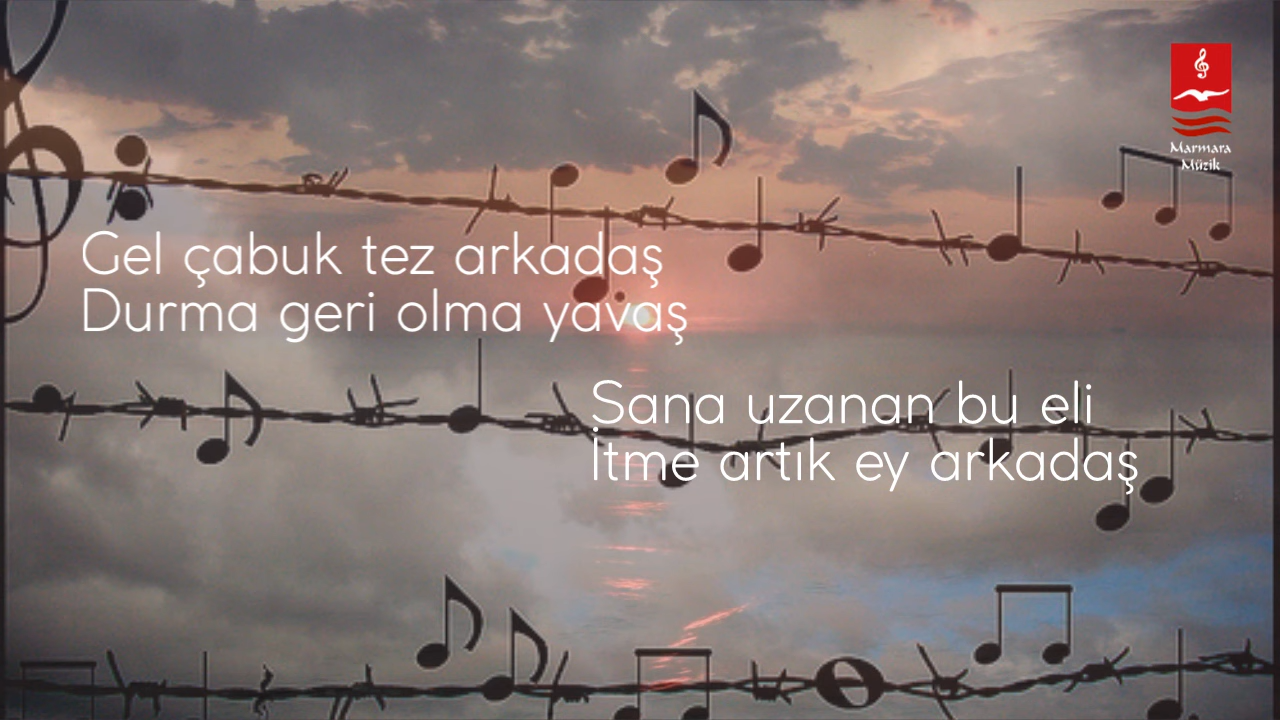 Marmara
Müzik
Gel çabuk tez arkadaş
Durma geri olma yavaş
Sana uzanan bu eli
İtme artık ey arkadaş